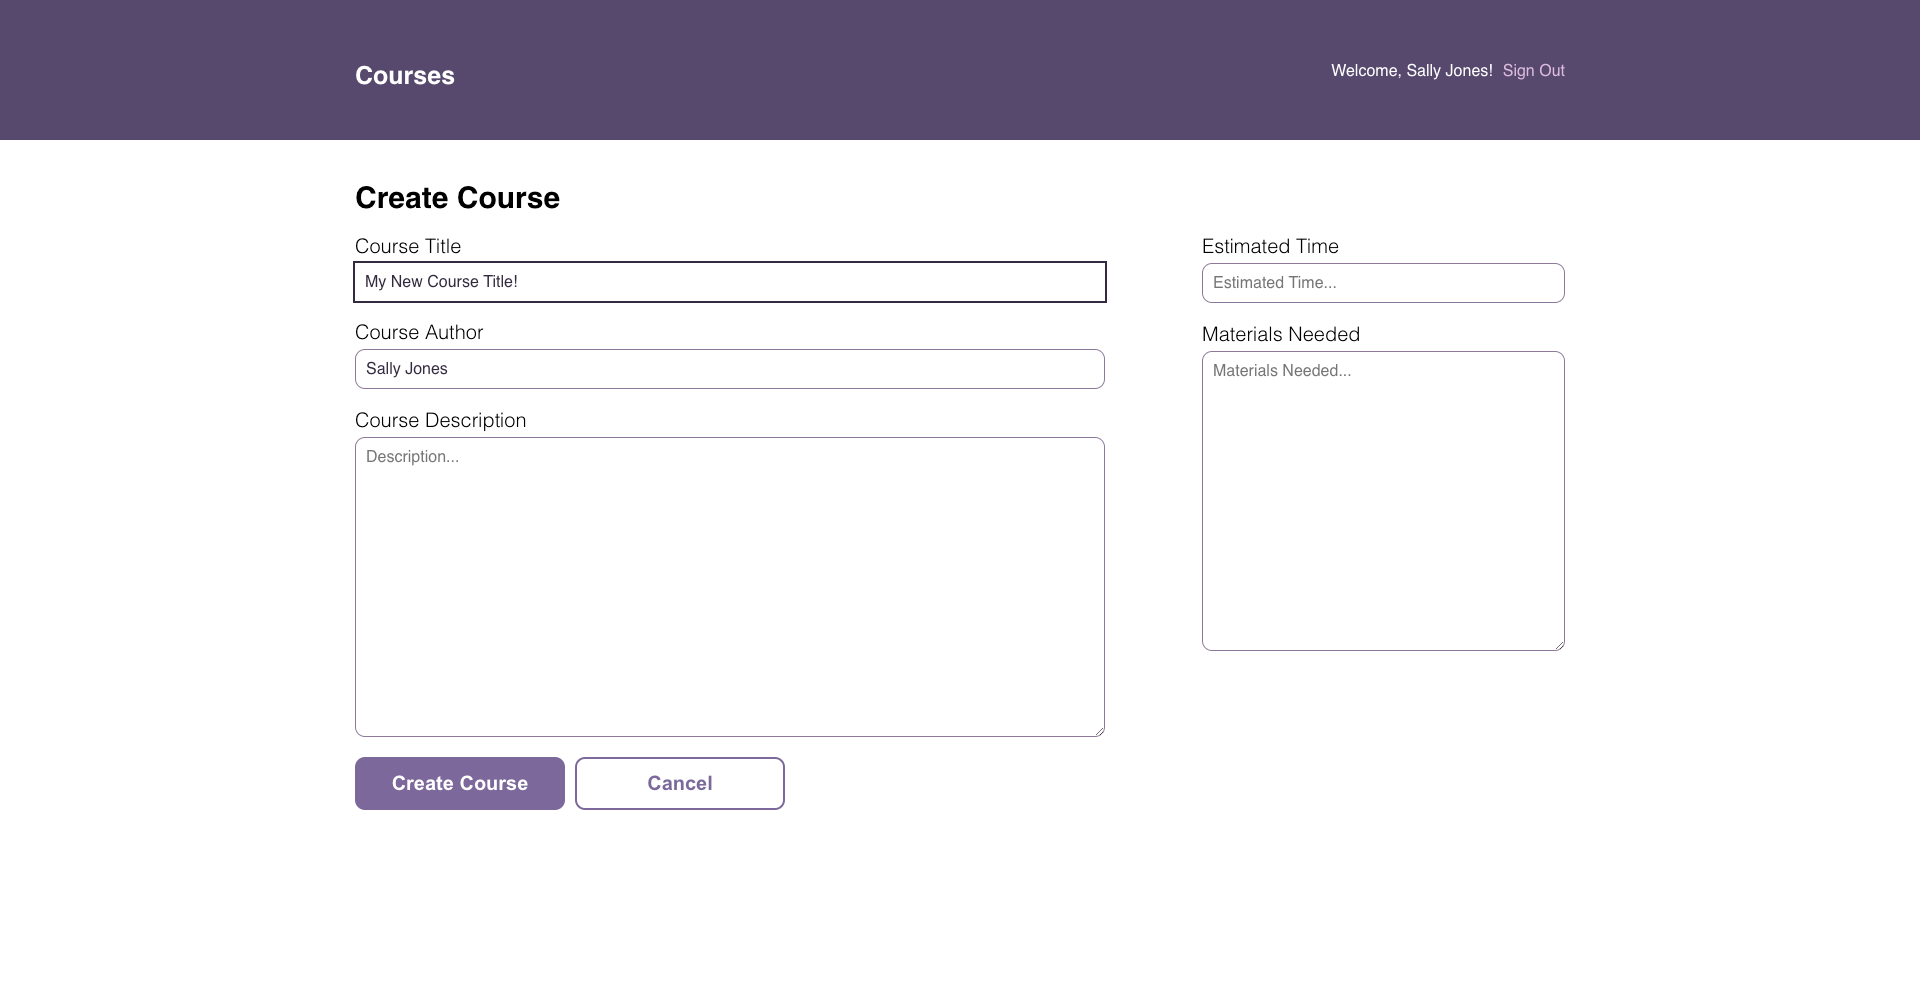 Courses
Welcome, Sally Jones! Sign Out
Create Course
Course Title
My New Course Title!
Course Author
Sally Jones
Course Description
Description...
Estimated Time
Estimated Time...
Materials Needed
Materials Needed...
Create Course
Cancel